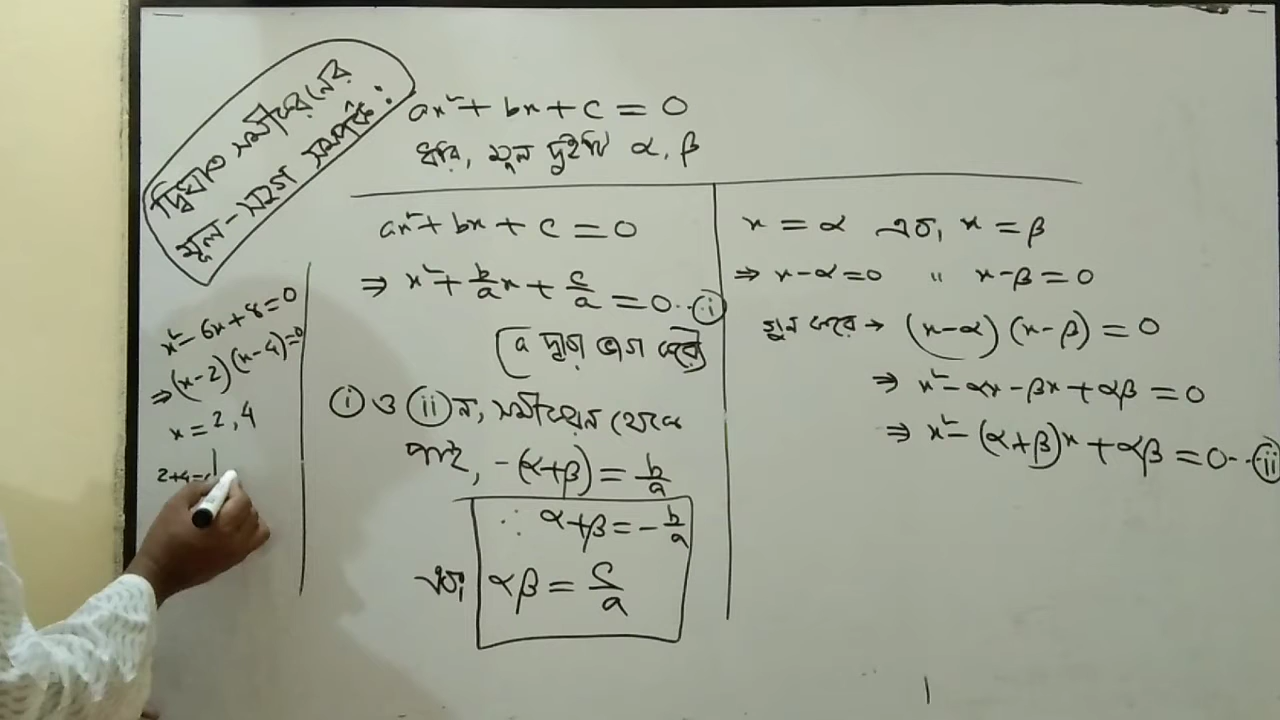 দ্বিঘাত সমীকরণের
মূল-সহগ সম্পর্ক:
ax² + bx + c = 0
ধরি, মূল দুইটি α, β
x² - 6x + 8 = 0
⇒ (x-2)(x-4)=0
x = 2, 4
2+4=
ax² + bx + c = 0
⇒ x² + b/a x + c/a = 0 ... (i)
(a দ্বারা ভাগ করে)
(i) ও (ii) নং সমীকরণ থেকে
পাই, -(α+β) = b/a
∴ α+β = - b/a
এবং αβ = c/a
x = α এবং x = β
⇒ x-α=0 " x-β=0
গুন করে → (x-α)(x-β) = 0
⇒ x² - αx - βx + αβ = 0
⇒ x² - (α+β)x + αβ = 0 ... (ii)